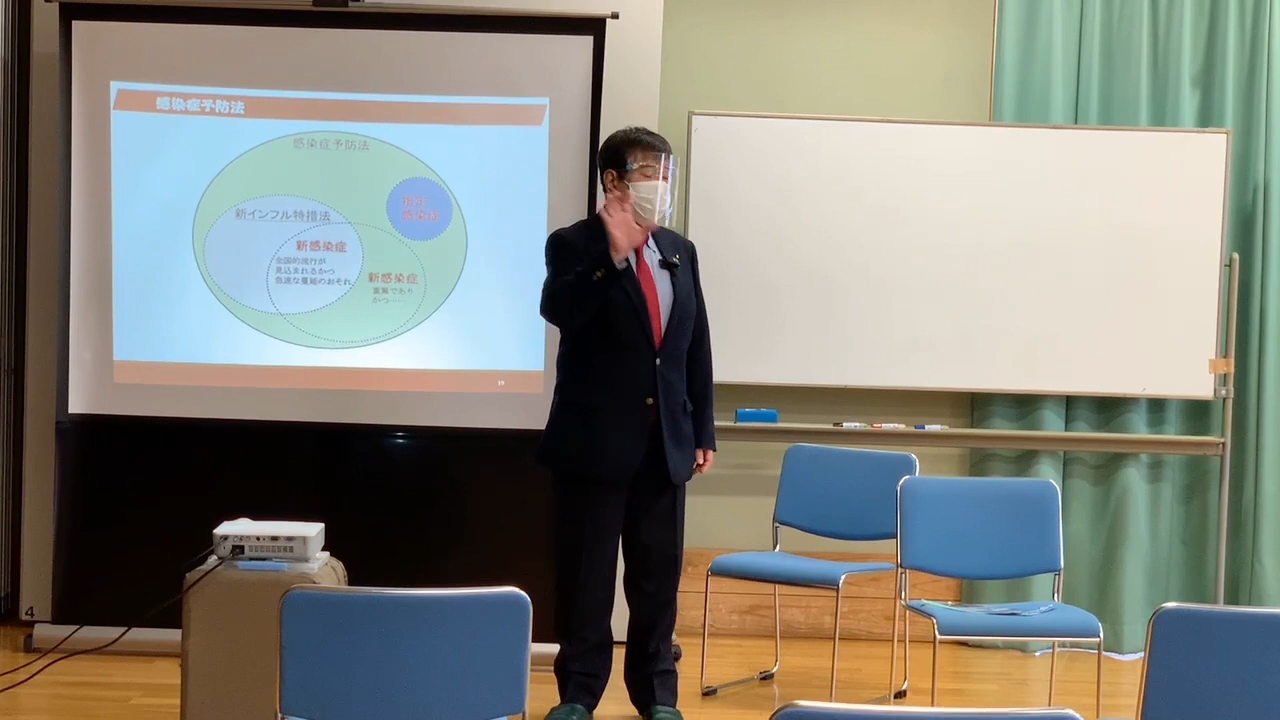 感染症予防法
感染症予防法
指定
感染症
新インフル特措法
新感染症
全国的流行が
見込まれるかつ
急速な蔓延のおそれ
新感染症
重篤であり
かつ……
19
4